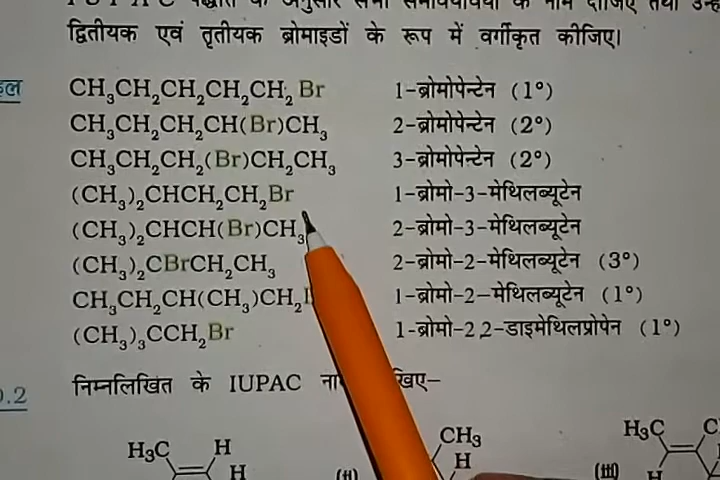 द्वितीयक एवं तृतीयक ब्रोमाइडों के रूप में वर्गीकृत कीजिए।
CH₃CH₂CH₂CH₂CH₂Br 1-ब्रोमोपेन्टेन (1°)
CH₃CH₂CH₂CH(Br)CH₃ 2-ब्रोमोपेन्टेन (2°)
CH₃CH₂CH₂(Br)CH₂CH₃ 3-ब्रोमोपेन्टेन (2°)
(CH₃)₂CHCH₂CH₂Br 1-ब्रोमो-3-मेथिलब्यूटेन
(CH₃)₂CHCH(Br)CH₃ 2-ब्रोमो-3-मेथिलब्यूटेन
(CH₃)₂CBrCH₂CH₃ 2-ब्रोमो-2-मेथिलब्यूटेन (3°)
CH₃CH₂CH(CH₃)CH₂ 1-ब्रोमो-2-मेथिलब्यूटेन (1°)
(CH₃)₃CCH₂Br 1-ब्रोमो-2,2-डाइमेथिलप्रोपेन (1°)
निम्नलिखित के IUPAC
H₃C H
H
(ii) CH₃
H
(iii) H₃C
H